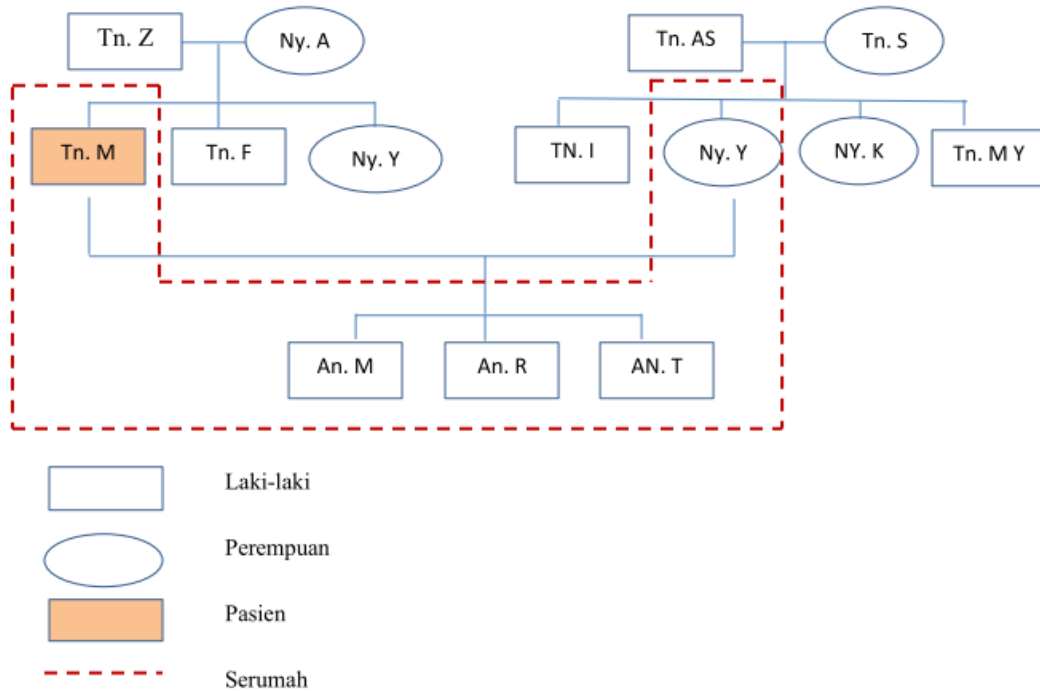 Tn. Z
Ny. A
Tn. AS
Tn. S
Tn. M
Tn. F
Ny. Y
TN. I
Ny. Y
NY. K
Tn. M Y
An. M
An. R
AN. T
Laki-laki
Perempuan
Pasien
Serumah